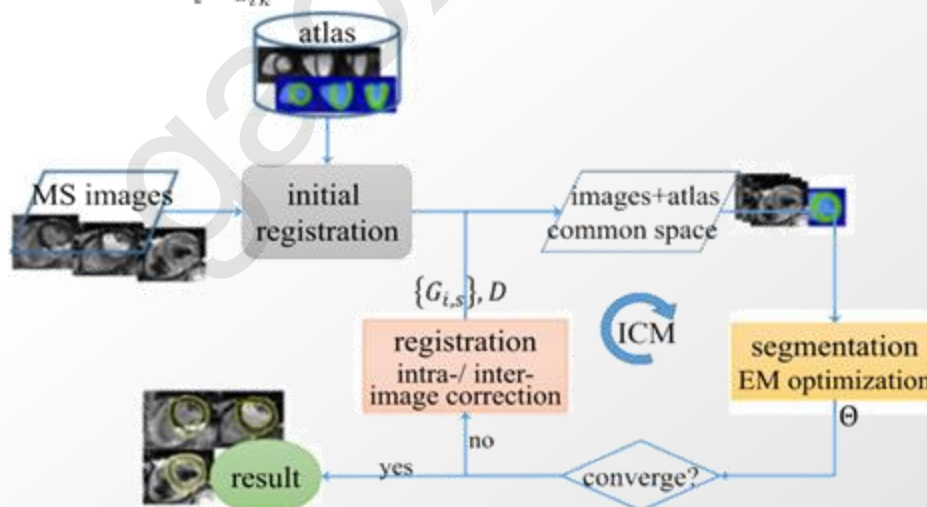 atlas
MS images
initial
registration
images+atlas
common space
{G_{i,s}}, D
ICM
registration
intra-/ inter-
image correction
segmentation
EM optimization
Θ
no
yes
converge?
result